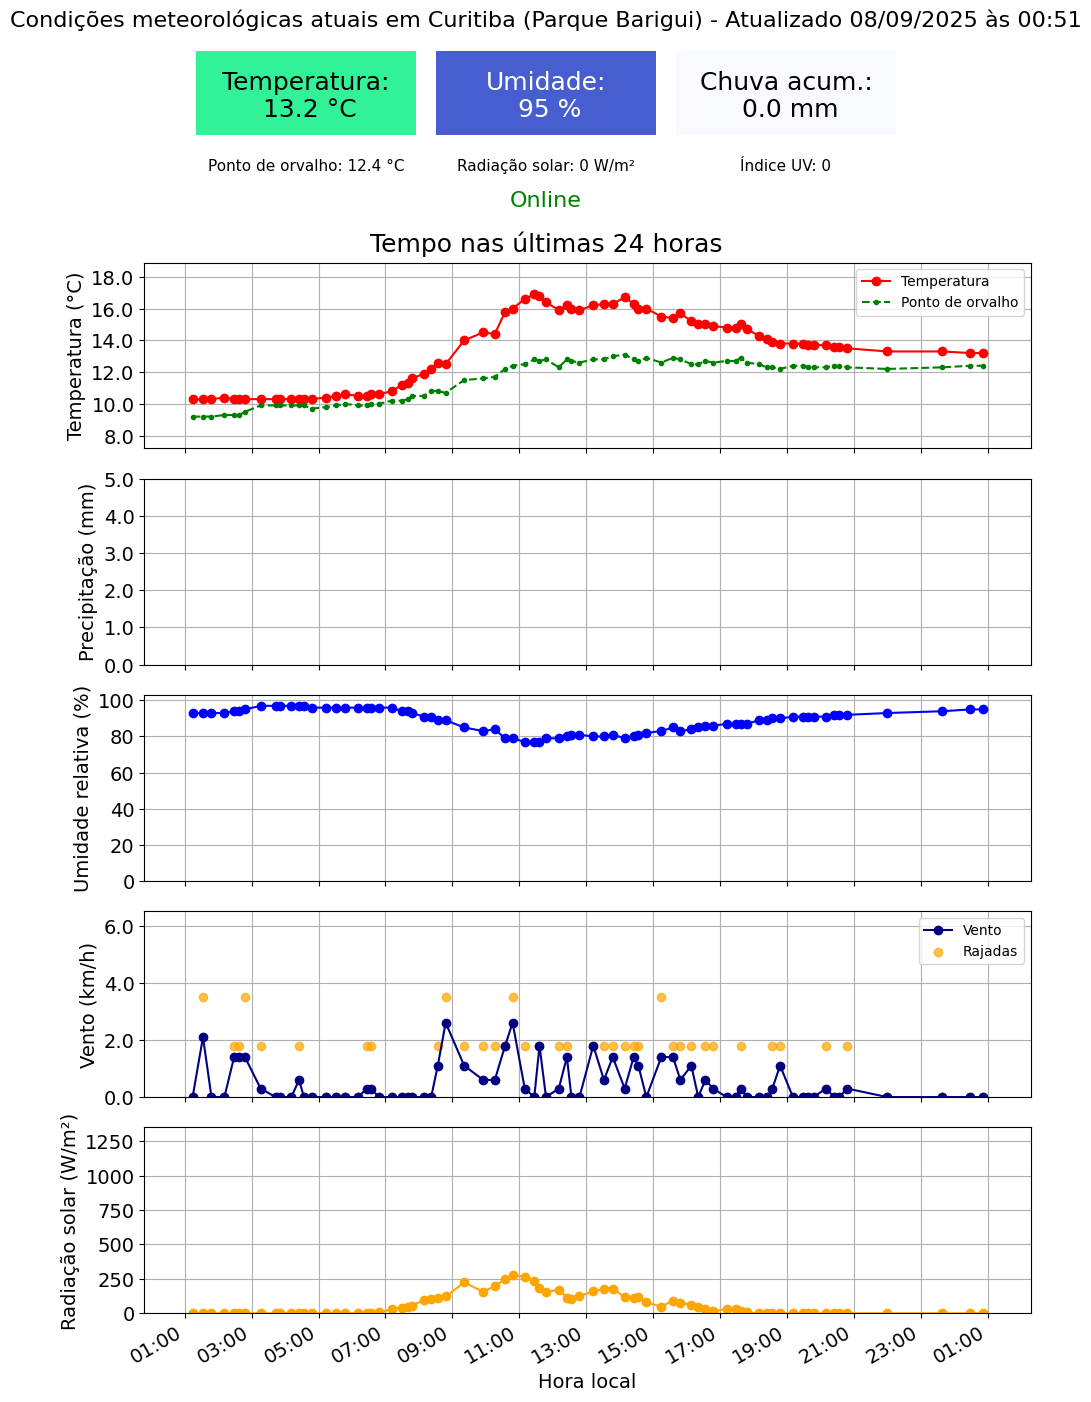 Condições meteorológicas atuais em Curitiba (Parque Barigui) - Atualizado 08/09/2025 às 00:51
Temperatura:
13.2 °C
Umidade:
95 %
Chuva acum.:
0.0 mm
Ponto de orvalho: 12.4 °C
Radiação solar: 0 W/m²
Índice UV: 0
Online
Tempo nas últimas 24 horas
Temperatura (°C)
18.0
16.0
14.0
12.0
10.0
8.0
Temperatura
Ponto de orvalho
Precipitação (mm)
5.0
4.0
3.0
2.0
1.0
0.0
Umidade relativa (%)
100
80
60
40
20
0
Vento (km/h)
6.0
4.0
2.0
0.0
Vento
Rajadas
Radiação solar (W/m²)
1250
1000
750
500
250
0
01:00 03:00 05:00 07:00 09:00 11:00 13:00 15:00 17:00 19:00 21:00 23:00 01:00
Hora local